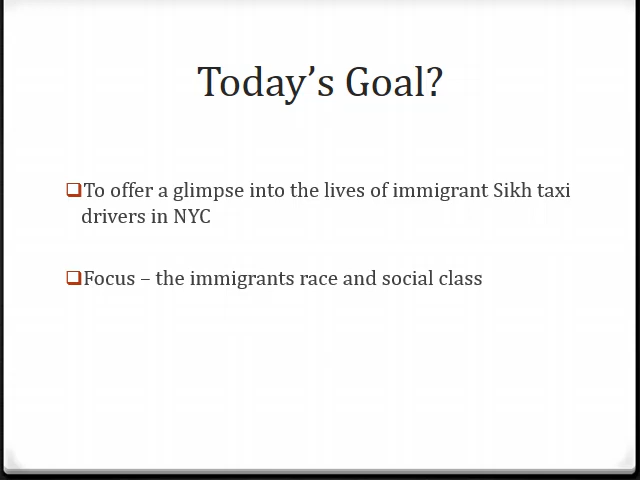 Today’s Goal?
❑To offer a glimpse into the lives of immigrant Sikh taxi
drivers in NYC
❑Focus – the immigrants race and social class